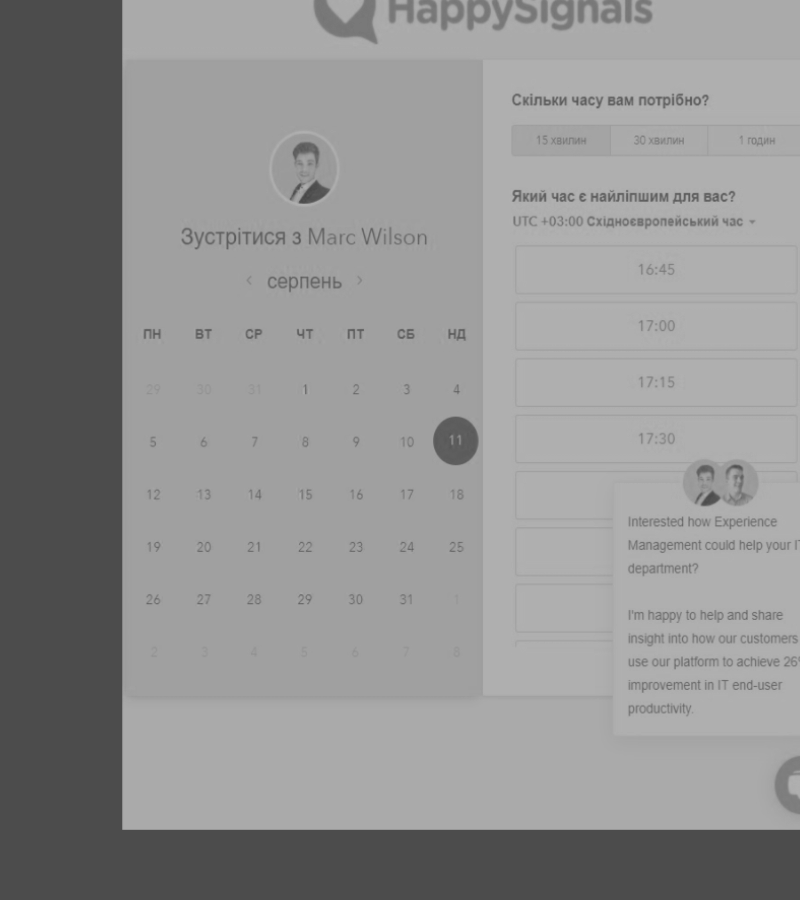 HappySignals
Зустрітися з Marc Wilson
серпень
ПН ВТ СР ЧТ ПТ СБ НД
29 30 31 1 2 3 4
5 6 7 8 9 10 11
12 13 14 15 16 17 18
19 20 21 22 23 24 25
26 27 28 29 30 31 1
2 3 4 5 6 7 8
Скільки часу вам потрібно?
15 хвилин 30 хвилин 1 годин
Який час є найліпшим для вас?
UTC +03:00 Східноєвропейський час
16:45
17:00
17:15
17:30
Interested how Experience
Management could help your IT
department?
I'm happy to help and share
insight into how our customers
use our platform to achieve 26%
improvement in IT end-user
productivity.